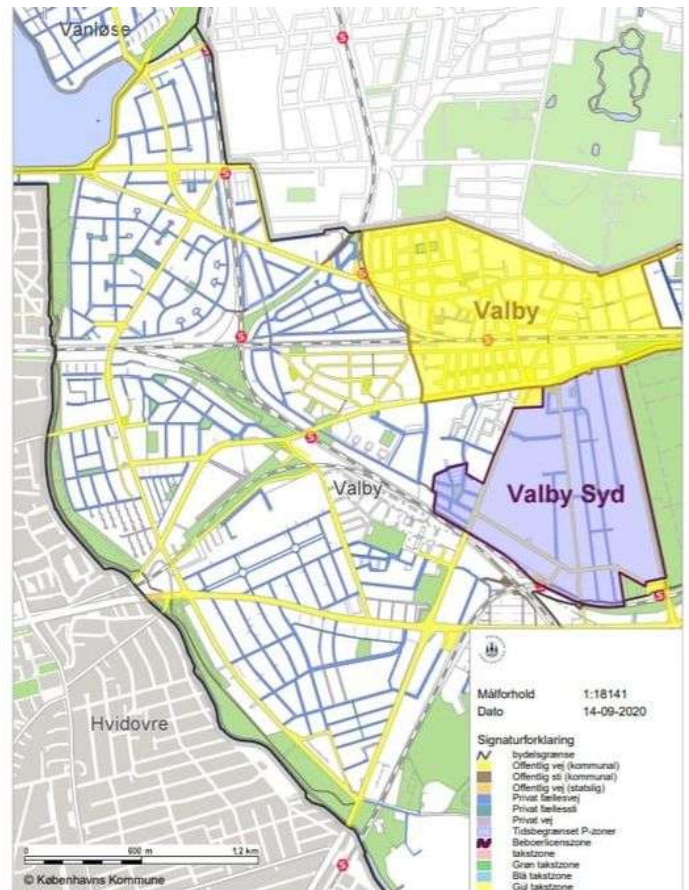 Vanløse
S
S
S
S
Valby
S
S
S
Valby Syd
Valby
S
S
Målforhold 1:18141
Dato 14-09-2020
Hvidovre
Signaturforklaring
bydelsgrænse
Offentlig vej (kommunal)
Offentlig sti (kommunal)
Offentlig vej (statslig)
Privat fællesvej
Privat fællessti
Privat vej
Tidsbegrænset P-zoner
Beboerlicenszone
takstzone
Grøn takstzone
Blå takstzone
Gul takstzone
0 600 m 1,2 km
S
© Københavns Kommune